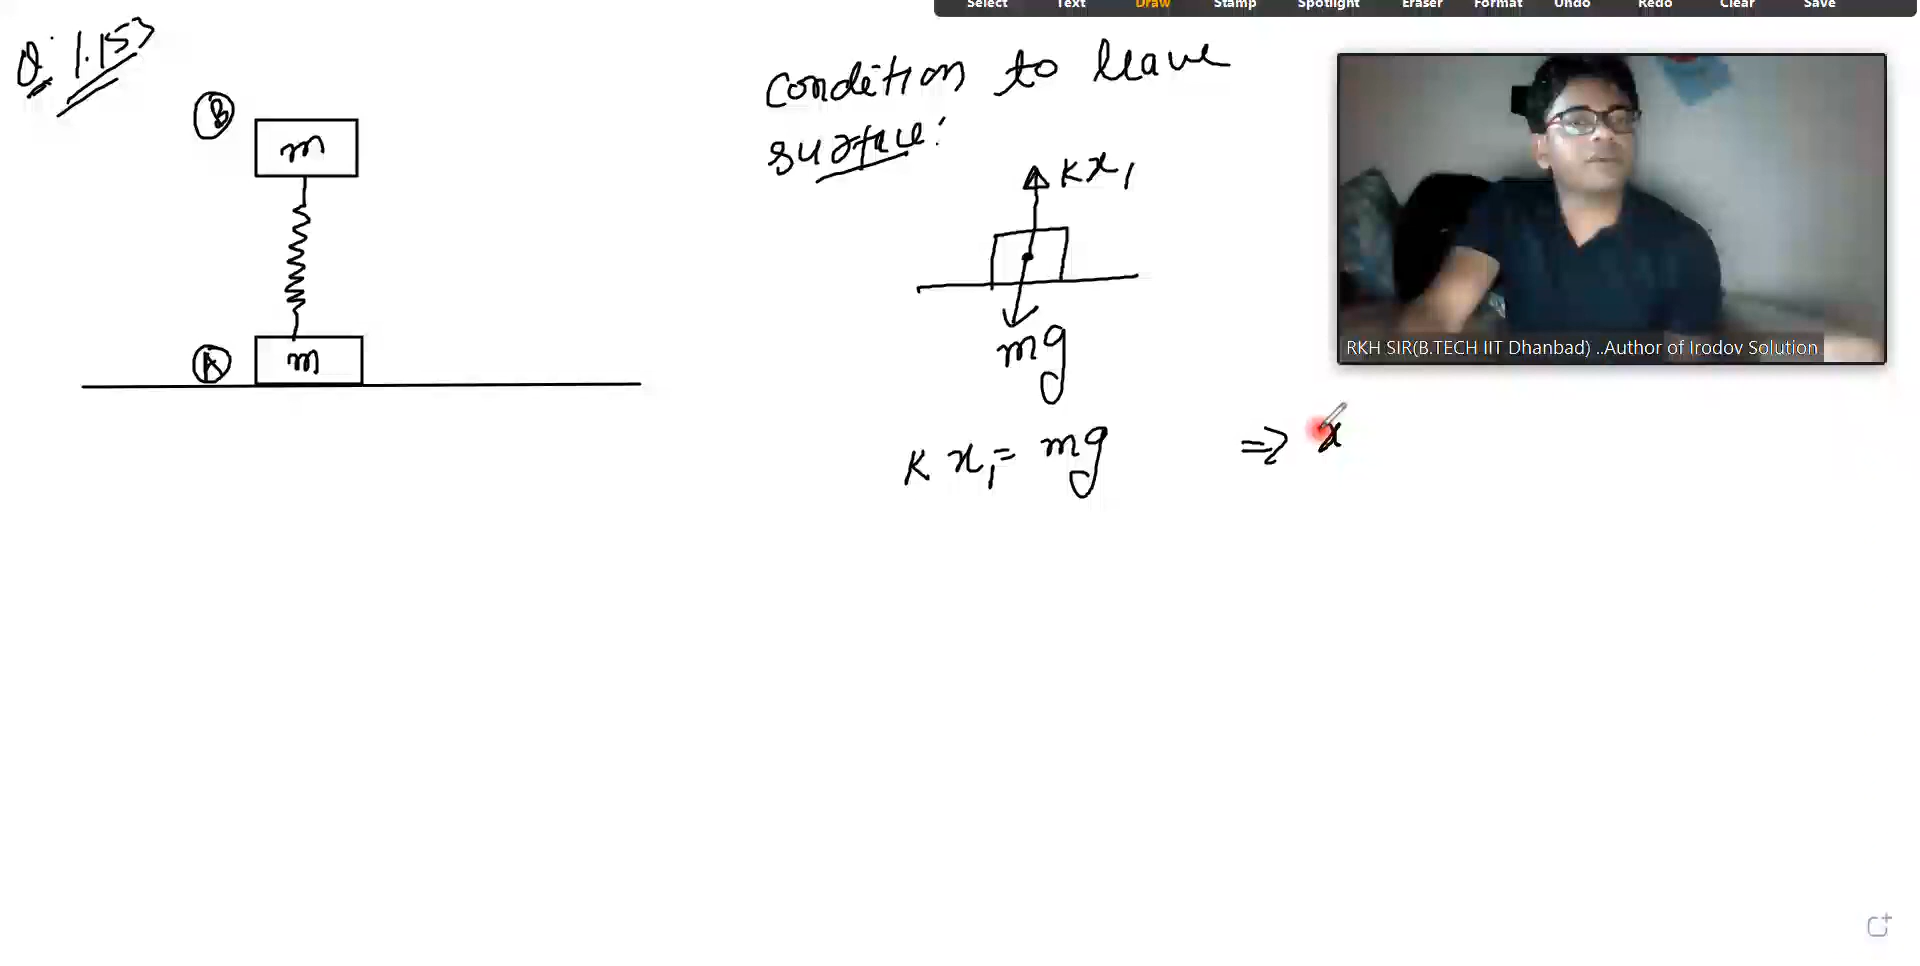 Select Text Draw Stamp Spotlight Eraser Format Undo Redo Clear Save
Q. 1.153
Condition to leave
surface:
B
m
A
m
kx1
mg
RKH SIR(B.TECH IIT Dhanbad) ..Author of Irodov Solution
k x1 = mg ⇒ x